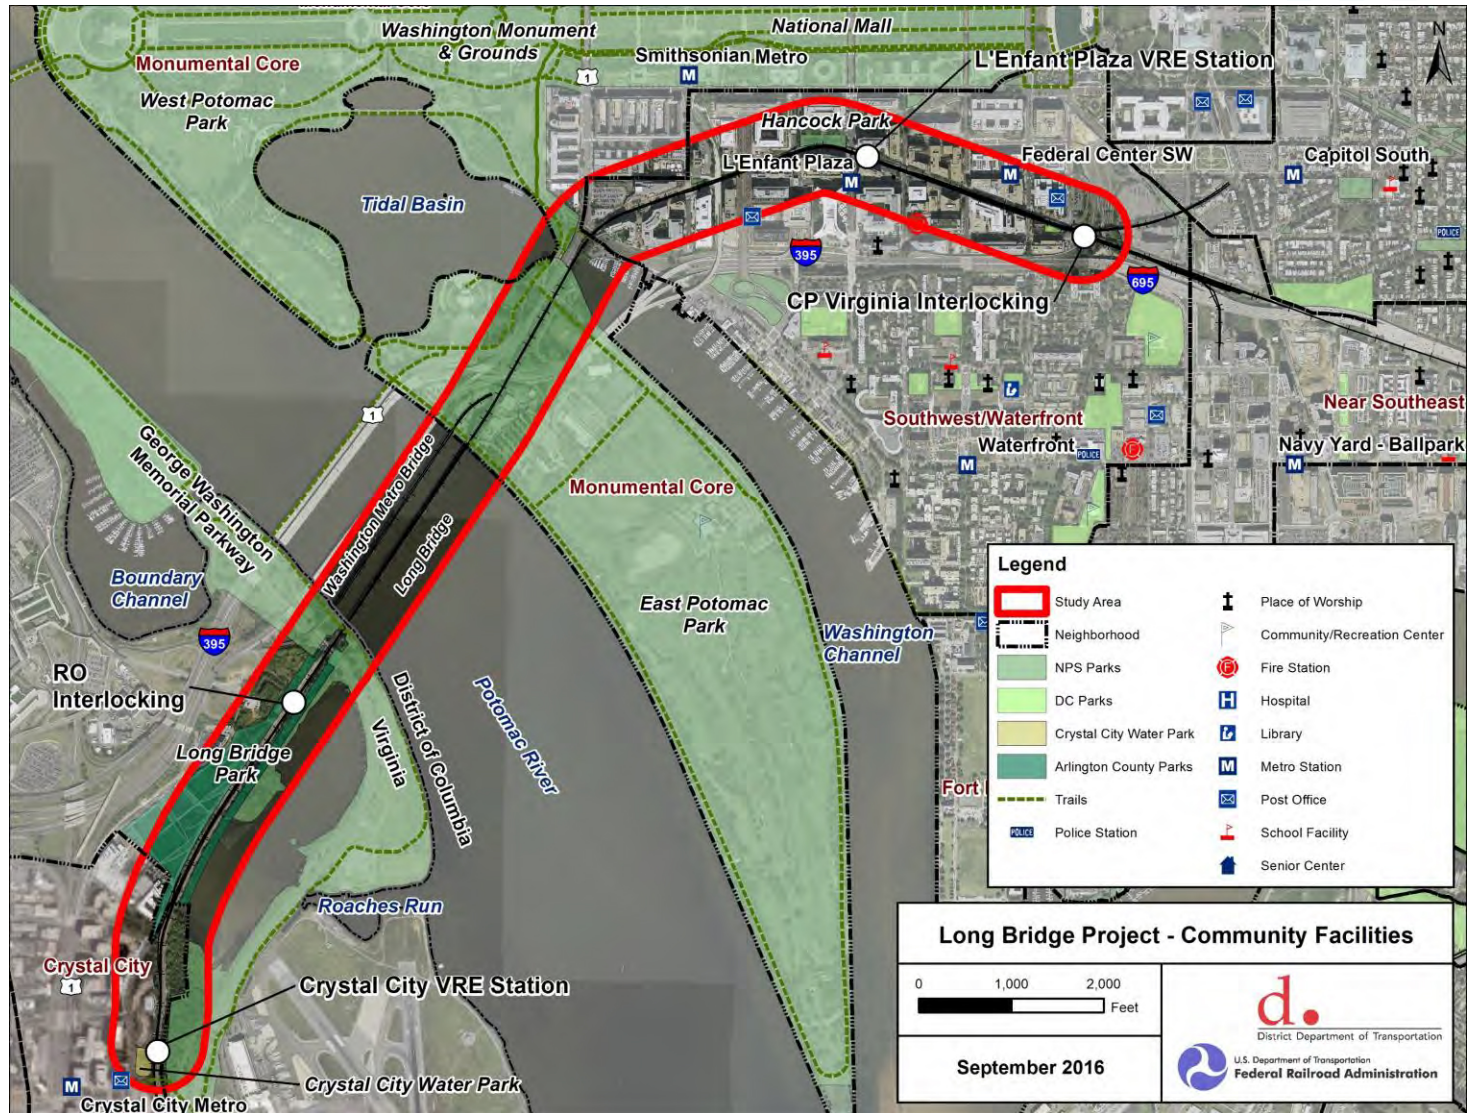 Washington Monument
& Grounds
National Mall
1
Smithsonian Metro
M
L'Enfant Plaza VRE Station
N
Monumental Core
West Potomac
Park
Hancock Park
L'Enfant Plaza
M
Federal Center SW
M
Capitol South
M
Tidal Basin
POLICE
395
695
CP Virginia Interlocking
1
Southwest/Waterfront
Waterfront
POLICE
F
M
Near Southeast
Navy Yard - Ballpark
M
George Washington
Memorial Parkway
Washington Metro Bridge
Long Bridge
Monumental Core
Boundary
Channel
395
East Potomac
Park
Washington
Channel
RO
Interlocking
District of Columbia
Virginia
Potomac River
Long Bridge
Park
Fort
Roaches Run
Crystal City
1
Crystal City VRE Station
Crystal City Water Park
M
Crystal City Metro
Legend
Study Area
Neighborhood
NPS Parks
DC Parks
Crystal City Water Park
Arlington County Parks
Trails
POLICE Police Station
Place of Worship
Community/Recreation Center
F Fire Station
H Hospital
Library
M Metro Station
Post Office
School Facility
Senior Center
Long Bridge Project - Community Facilities
0 1,000 2,000
Feet
September 2016
d.
District Department of Transportation
U.S. Department of Transportation
Federal Railroad Administration